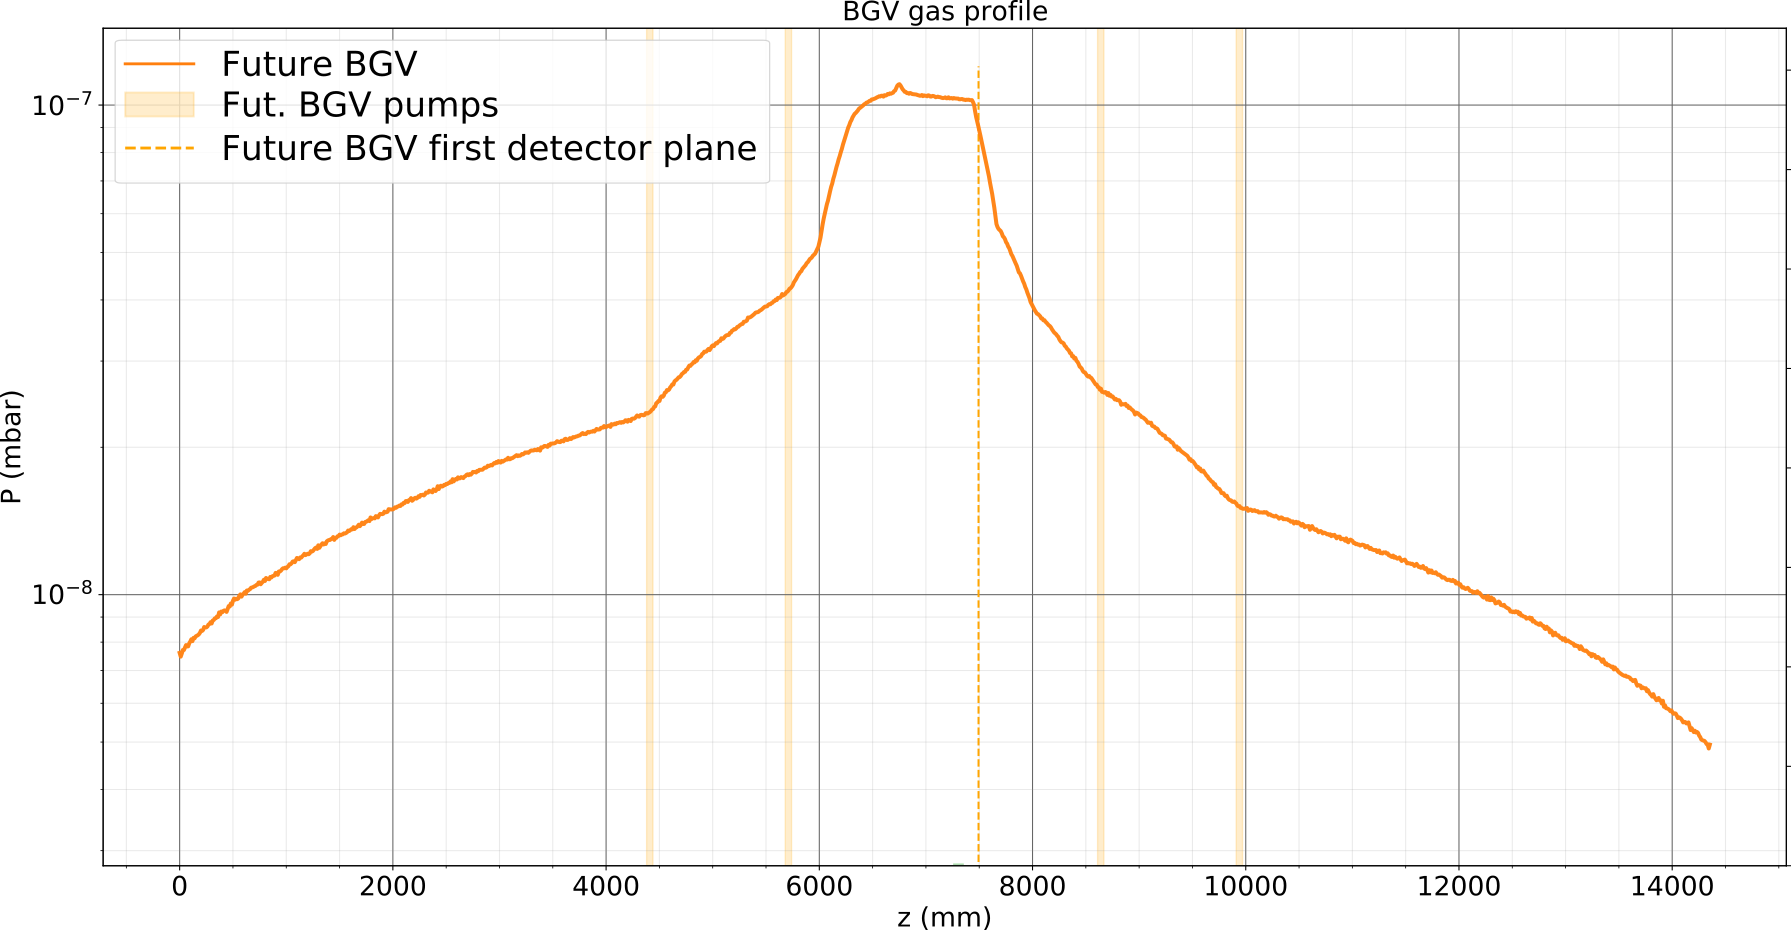 BGV gas profile
Future BGV
Fut. BGV pumps
Future BGV first detector plane
10⁻⁷
10⁻⁸
P (mbar)
0 2000 4000 6000 8000 10000 12000 14000
z (mm)